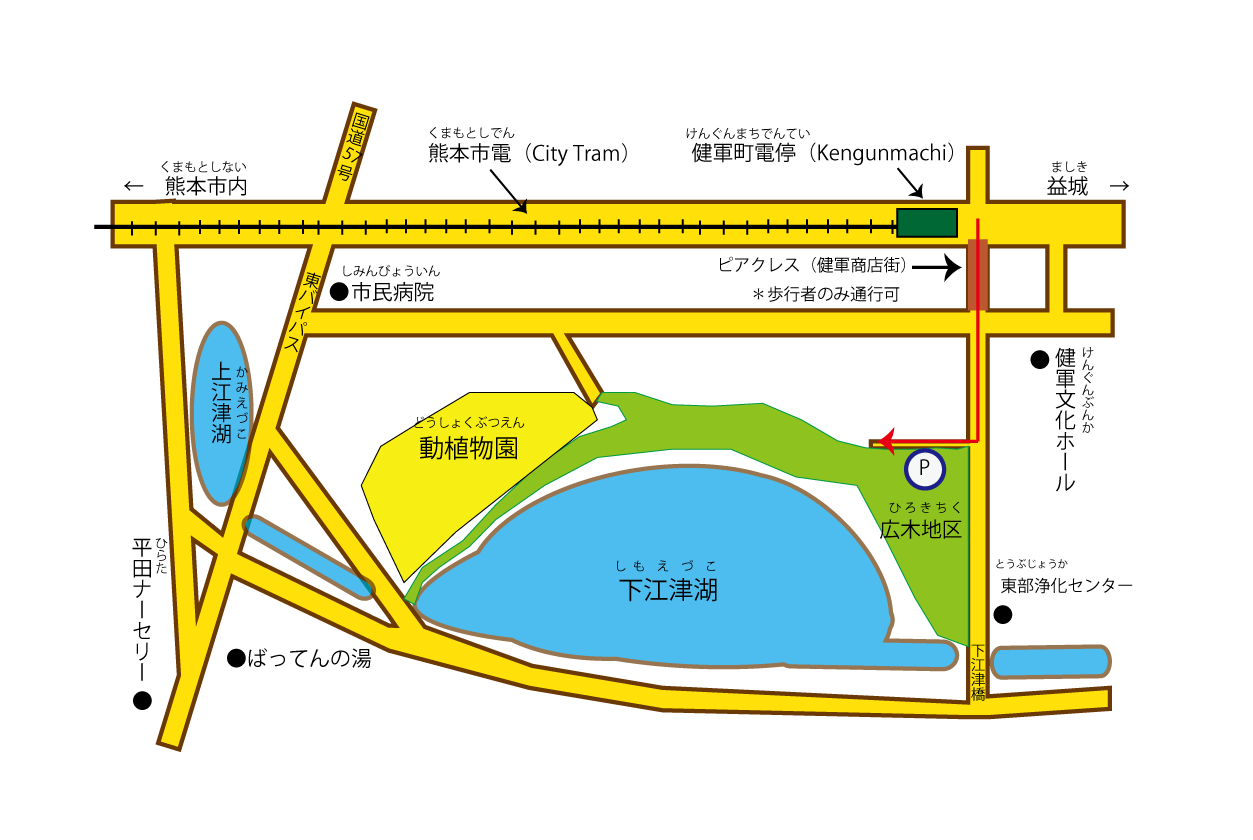 国道57号
くまもとしない
← 熊本市内
くまもとしでん
熊本市電（City Tram）
けんぐんまちでんてい
健軍町電停（Kengunmachi）
ましき
益城 →
ピアクレス（健軍商店街）
＊歩行者のみ通行可
東バイパス
しみんびょういん
●市民病院
かみえづこ
上江津湖
どうしょくぶつえん
動植物園
けんぐんぶんか
●健軍文化ホール
P
ひろきちく
広木地区
しもえづこ
下江津湖
とうぶじょうか
東部浄化センター
ひらた
平田ナーセリー
●ばってんの湯
下江津橋